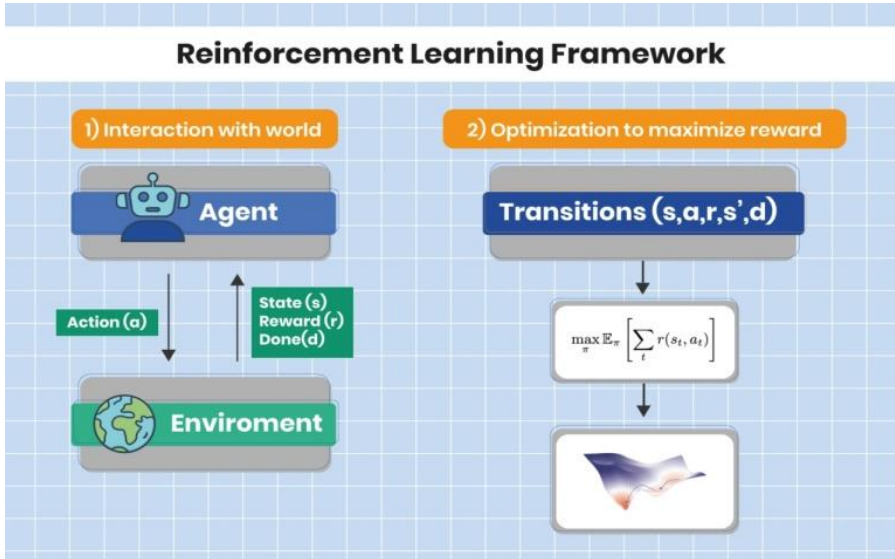 Reinforcement Learning Framework
1) Interaction with world
Agent
Action (a)
State (s)
Reward (r)
Done(d)
Enviroment
2) Optimization to maximize reward
Transitions (s,a,r,s',d)
max_π 𝔼_π [∑_t r(s_t, a_t)]